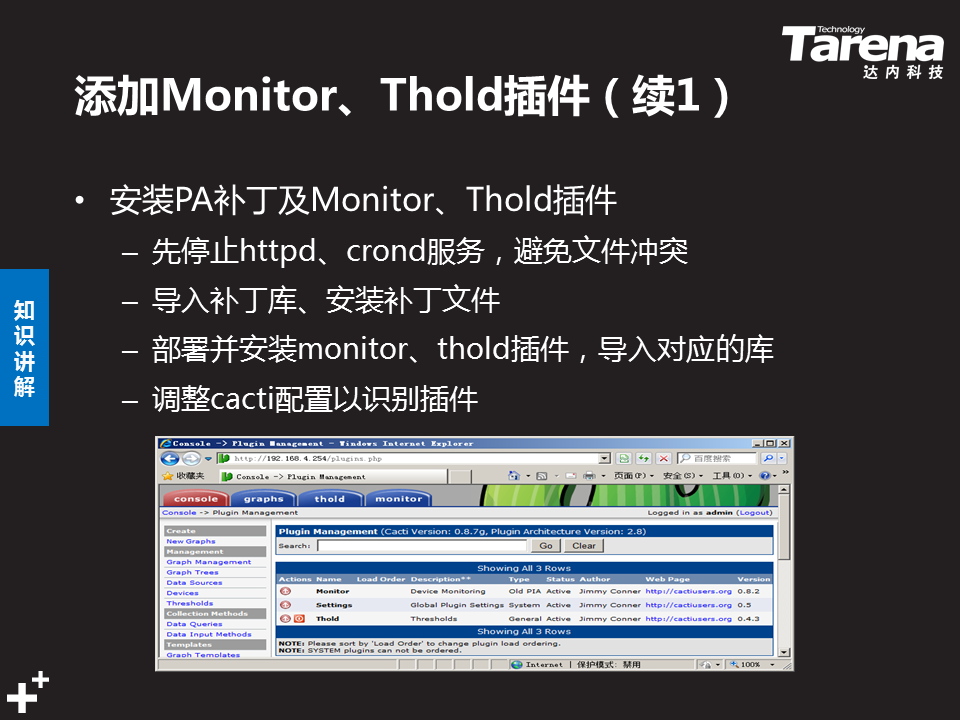 Technology
Tarena
达内科技
添加Monitor、Thold插件（续1）
• 安装PA补丁及Monitor、Thold插件
– 先停止httpd、crond服务，避免文件冲突
– 导入补丁库、安装补丁文件
– 部署并安装monitor、thold插件，导入对应的库
– 调整cacti配置以识别插件
知识讲解
Console -> Plugin Management - Windows Internet Explorer
http://192.168.4.254/plugins.php
百度搜索
收藏夹
Console -> Plugin Management
页面(P) 安全(S) 工具(O)
console graphs thold monitor
Console -> Plugin Management
Logged in as admin (Logout)
Create
New Graphs
Management
Graph Management
Graph Trees
Data Sources
Devices
Thresholds
Collection Methods
Data Queries
Data Input Methods
Templates
Graph Templates
Plugin Management (Cacti Version: 0.8.7g, Plugin Architecture Version: 2.8)
Search: Go Clear
Showing All 3 Rows
Actions Name Load Order Description** Type Status Author Web Page Version
Monitor Device Monitoring Old PIA Active Jimmy Conner http://cactiusers.org 0.8.2
Settings Global Plugin Settings System Active Jimmy Conner http://cactiusers.org 0.5
Thold Thresholds General Active Jimmy Conner http://cactiusers.org 0.4.3
Showing All 3 Rows
NOTE: Please sort by 'Load Order' to change plugin load ordering.
NOTE: SYSTEM plugins can not be ordered.
Internet | 保护模式: 禁用
100%